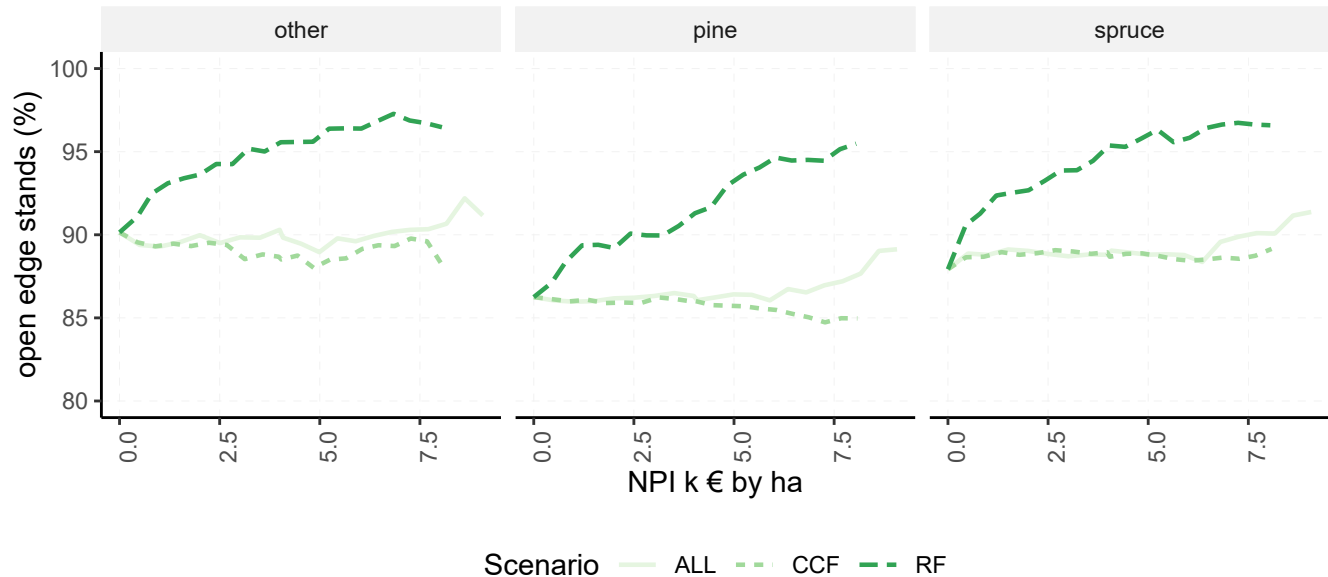 other pine spruce
open edge stands (%)
100
95
90
85
80
0.0 2.5 5.0 7.5 0.0 2.5 5.0 7.5 0.0 2.5 5.0 7.5
NPI k € by ha
Scenario ALL CCF RF